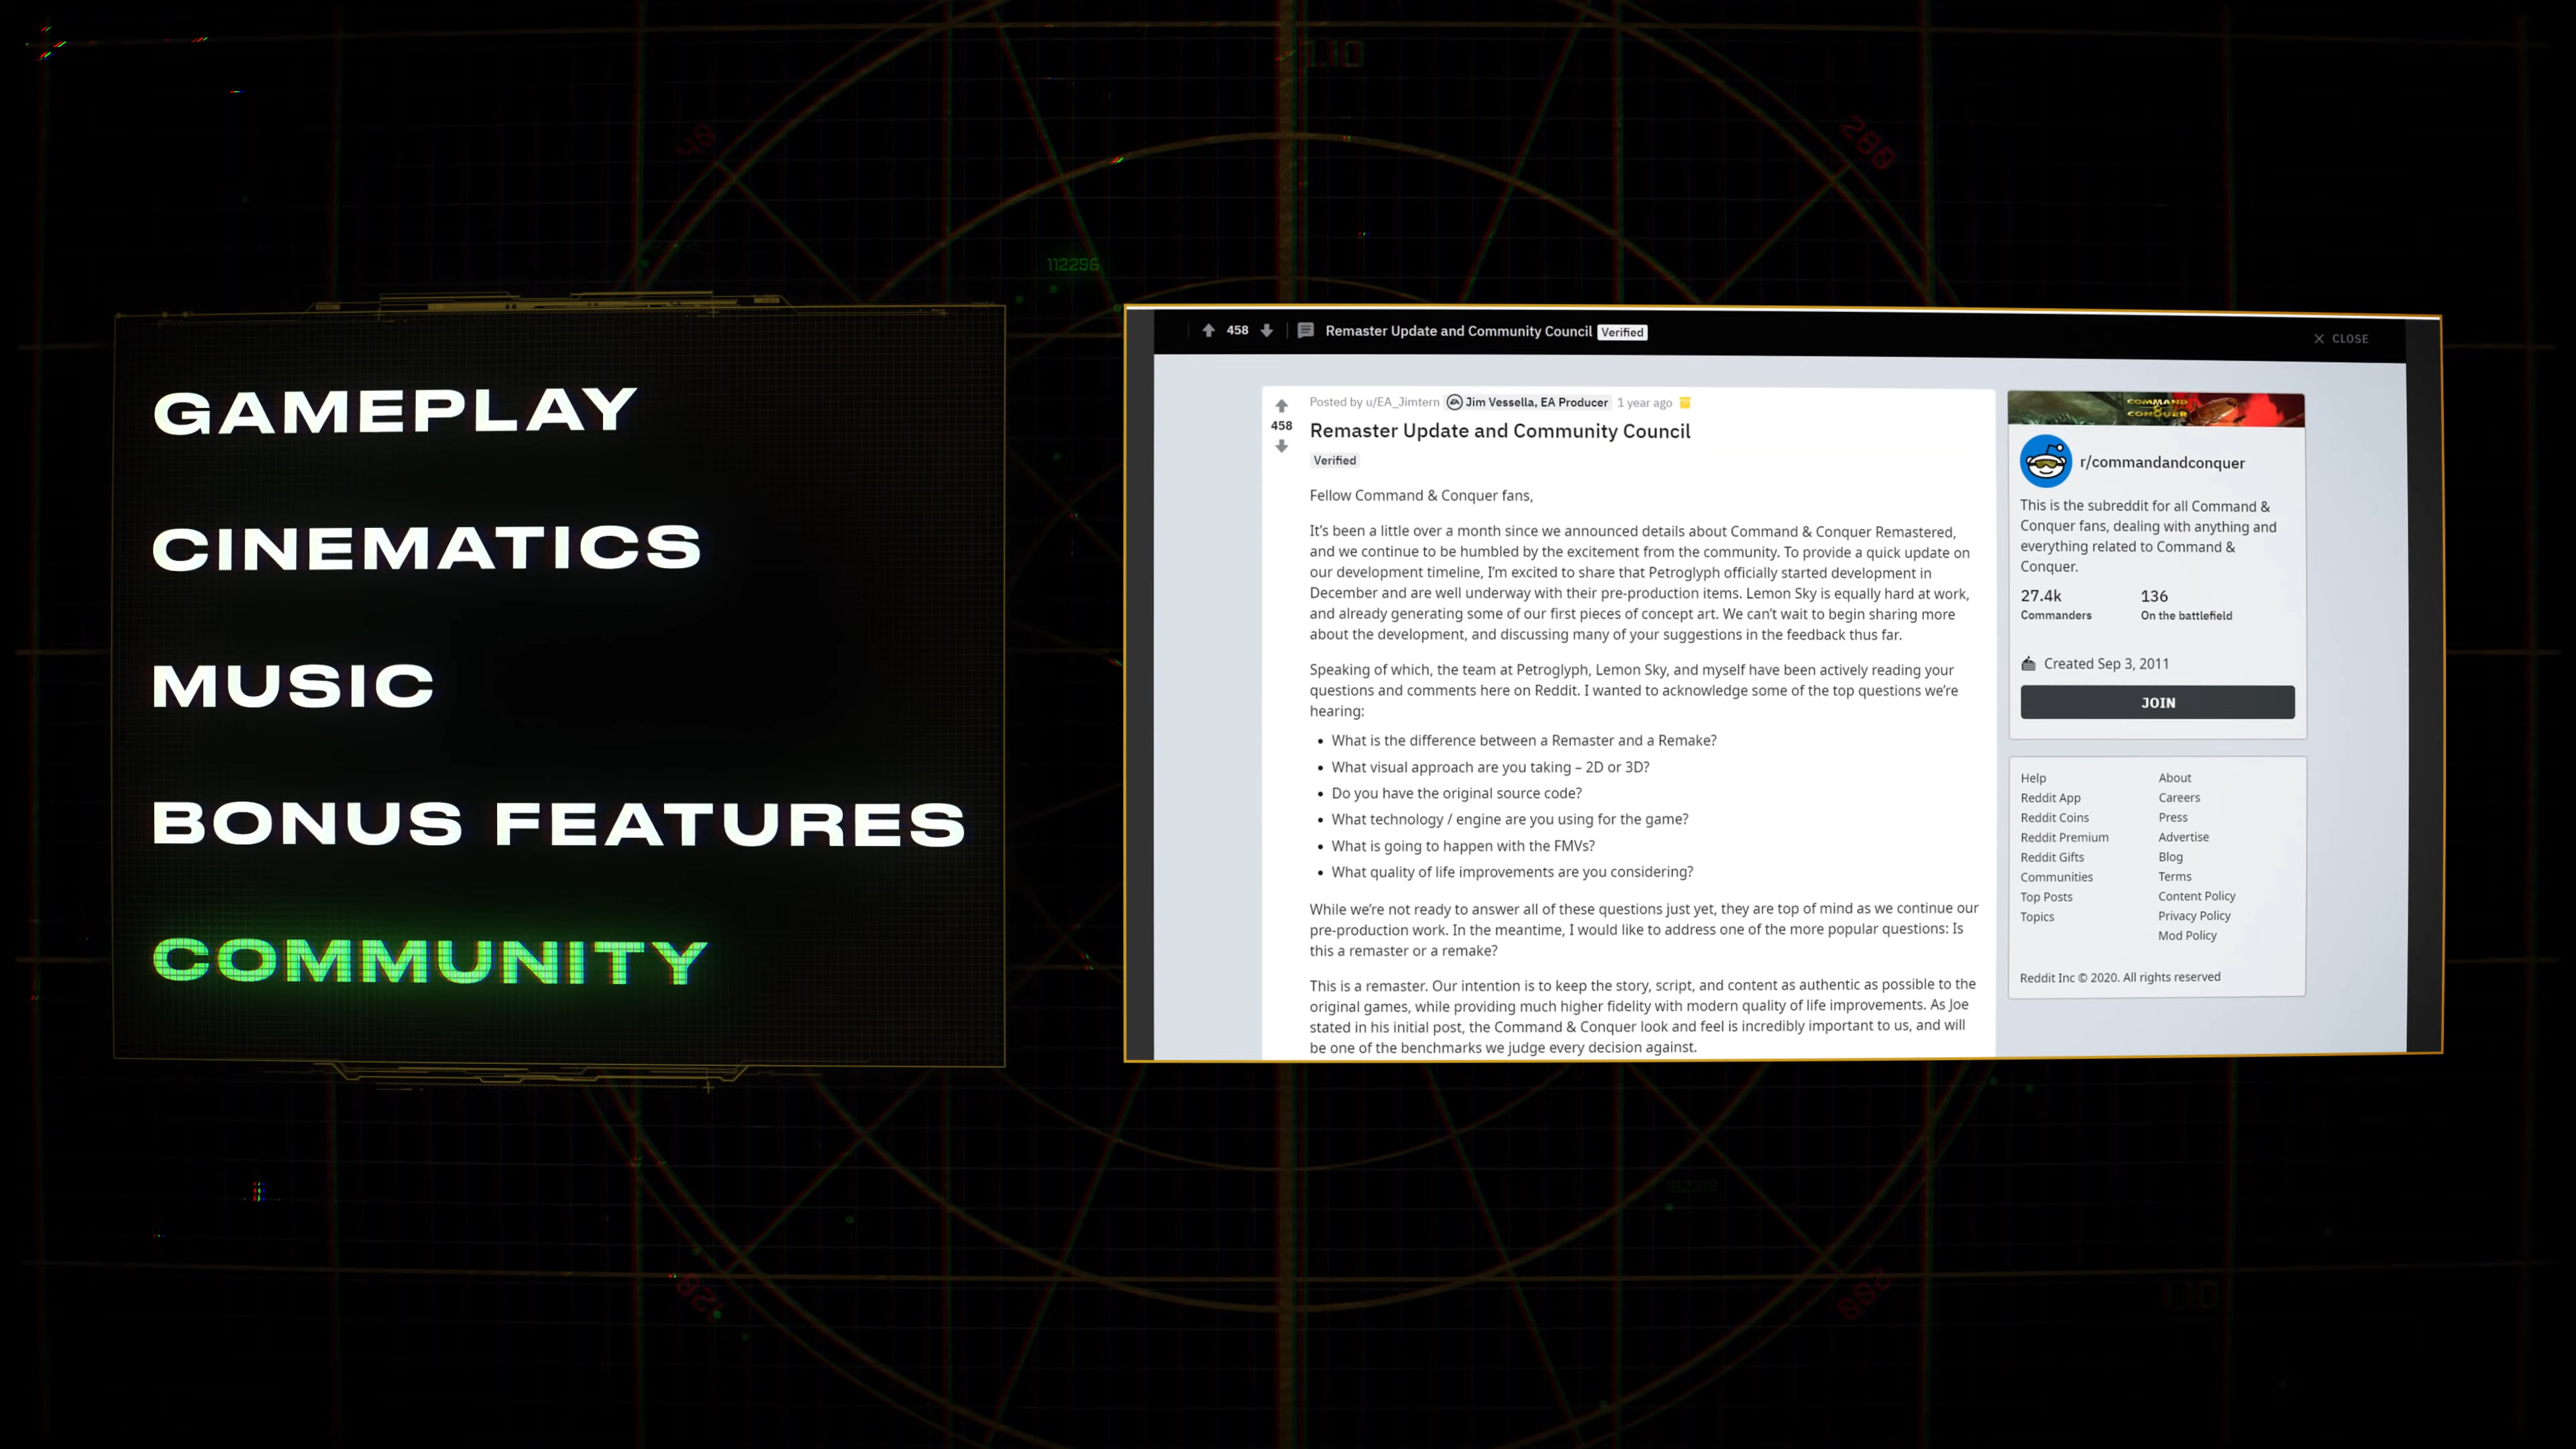 1.10
280
112296
GAMEPLAY
CINEMATICS
MUSIC
BONUS FEATURES
COMMUNITY
458
Remaster Update and Community Council Verified
CLOSE
Posted by u/EA_Jimtern Jim Vessella, EA Producer 1 year ago
458
Remaster Update and Community Council
Verified
Fellow Command & Conquer fans,
It's been a little over a month since we announced details about Command & Conquer Remastered,
and we continue to be humbled by the excitement from the community. To provide a quick update on
our development timeline, I'm excited to share that Petroglyph officially started development in
December and are well underway with their pre-production items. Lemon Sky is equally hard at work,
and already generating some of our first pieces of concept art. We can't wait to begin sharing more
about the development, and discussing many of your suggestions in the feedback thus far.
Speaking of which, the team at Petroglyph, Lemon Sky, and myself have been actively reading your
questions and comments here on Reddit. I wanted to acknowledge some of the top questions we're
hearing:
• What is the difference between a Remaster and a Remake?
• What visual approach are you taking – 2D or 3D?
• Do you have the original source code?
• What technology / engine are you using for the game?
• What is going to happen with the FMVs?
• What quality of life improvements are you considering?
While we're not ready to answer all of these questions just yet, they are top of mind as we continue our
pre-production work. In the meantime, I would like to address one of the more popular questions: Is
this a remaster or a remake?
This is a remaster. Our intention is to keep the story, script, and content as authentic as possible to the
original games, while providing much higher fidelity with modern quality of life improvements. As Joe
stated in his initial post, the Command & Conquer look and feel is incredibly important to us, and will
be one of the benchmarks we judge every decision against.
COMMAND
& CONQUER
r/commandandconquer
This is the subreddit for all Command &
Conquer fans, dealing with anything and
everything related to Command &
Conquer.
27.4k 136
Commanders On the battlefield
Created Sep 3, 2011
JOIN
Help About
Reddit App Careers
Reddit Coins Press
Reddit Premium Advertise
Reddit Gifts Blog
Communities Terms
Top Posts Content Policy
Topics Privacy Policy
Mod Policy
Reddit Inc © 2020. All rights reserved
1.10